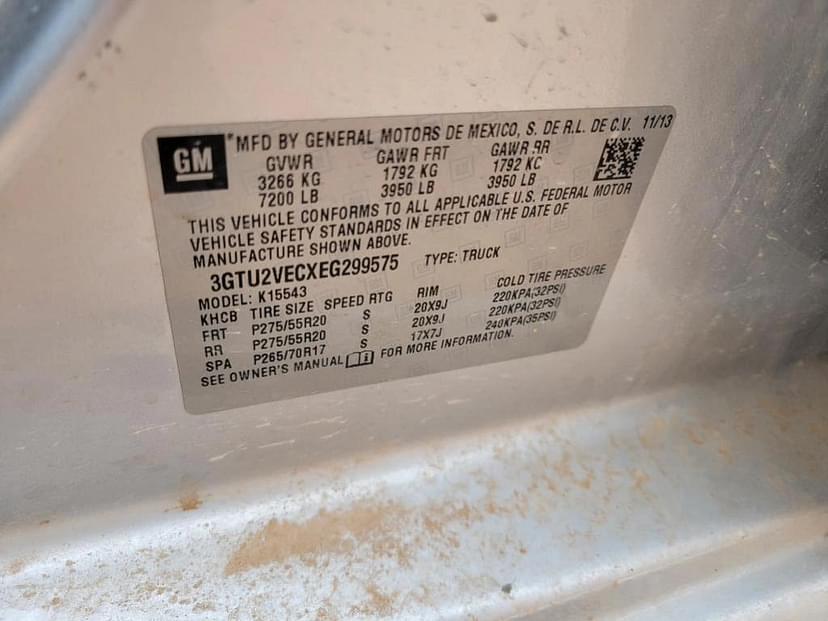 GM
*MFD BY GENERAL MOTORS DE MEXICO, S. DE R.L. DE C.V. 11/13
GVWR GAWR FRT GAWR RR
3266 KG 1792 KG 1792 KG
7200 LB 3950 LB 3950 LB
THIS VEHICLE CONFORMS TO ALL APPLICABLE U.S. FEDERAL MOTOR
VEHICLE SAFETY STANDARDS IN EFFECT ON THE DATE OF
MANUFACTURE SHOWN ABOVE.
3GTU2VECXEG299575 TYPE: TRUCK
MODEL: K15543
KHCB TIRE SIZE SPEED RTG RIM COLD TIRE PRESSURE
FRT P275/55R20 S 20X9J 220KPA(32PSI)
RR P275/55R20 S 20X9J 220KPA(32PSI)
SPA P265/70R17 S 17X7J 240KPA(35PSI)
SEE OWNER'S MANUAL FOR MORE INFORMATION.